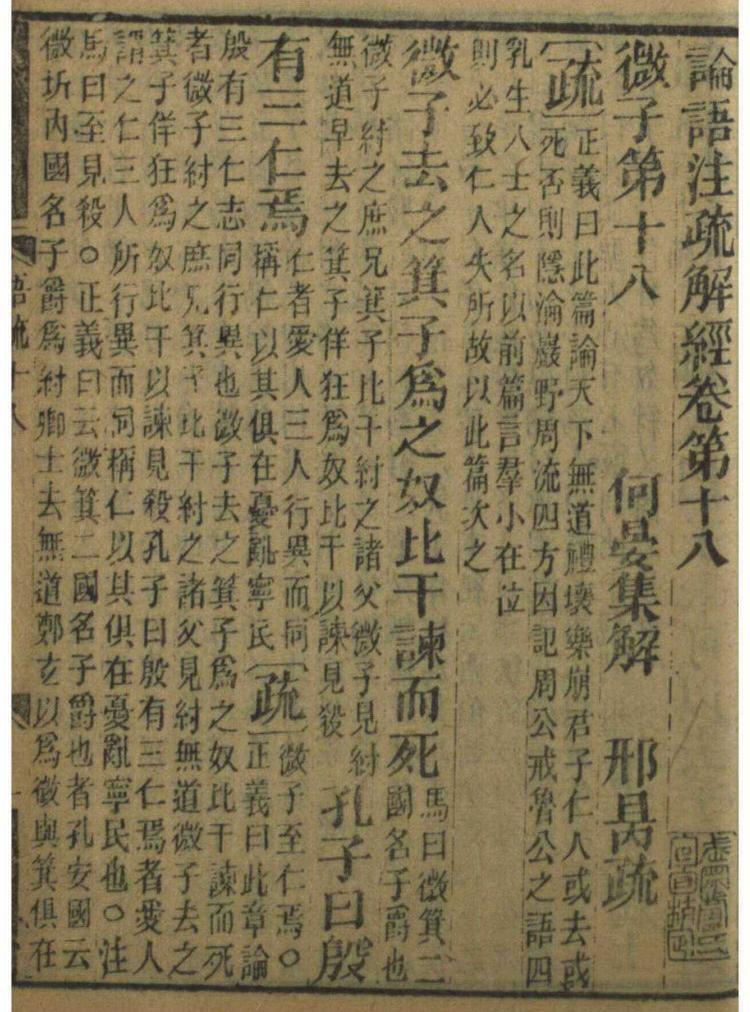 論語注疏解經卷第十八
微子第十八 何晏集解 邢昺疏
疏
正義曰此篇論天下無道禮壞樂崩君子仁人或去或
死否則隱淪巖野周流四方因記周公戒魯公之語四
乳生八士之名以前篇言羣小在位
則必致仁人失所故以此篇次之
微子去之箕子爲之奴比干諫而死
馬曰微箕二
國名子爵也
微子紂之庶兄箕子比干紂之諸父微子見紂
無道早去之箕子佯狂爲奴比干以諫見殺
孔子曰殷
有三仁焉
仁者愛人三人行異而同
稱仁以其俱在憂亂寧民
疏
微子至仁焉○
正義曰此章論
殷有三仁志同行異也微子去之箕子爲之奴比干諫而死
者微子紂之庶兄箕子比干紂之諸父見紂無道微子去之
箕子佯狂爲奴比干以諫見殺孔子曰殷有三仁焉者愛人
謂之仁三人所行異而同稱仁以其俱在憂亂寧民也○注
馬曰至見殺○正義曰云微箕二國名子爵也者孔安國云
微圻內國名子爵爲紂卿士去無道鄭玄以爲微與箕俱在
語疏十八